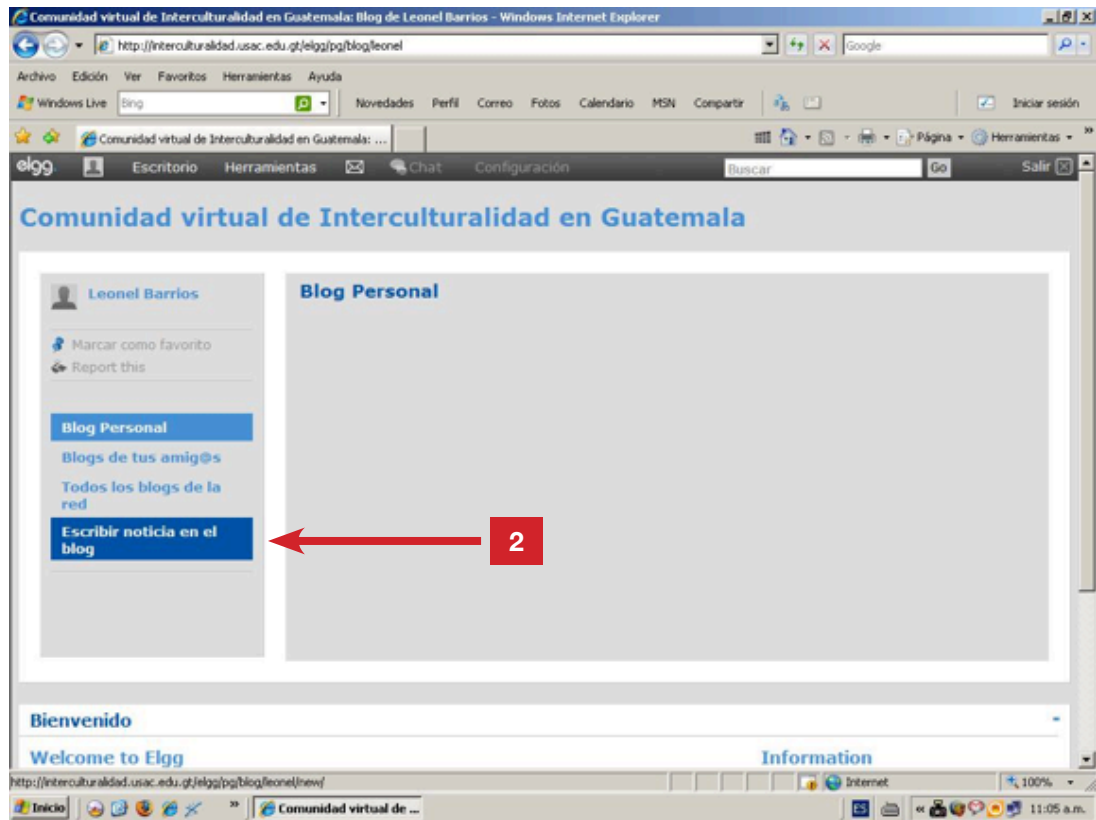 Comunidad virtual de Interculturalidad en Guatemala: Blog de Leonel Barrios - Windows Internet Explorer
http://interculturalidad.usac.edu.gt/elgg/pg/blog/leonel
Google
Archivo Edición Ver Favoritos Herramientas Ayuda
Windows Live Bing Novedades Perfil Correo Fotos Calendario MSN Compartir Iniciar sesión
Comunidad virtual de Interculturalidad en Guatemala: ... Página Herramientas »
elgg. Escritorio Herramientas Chat Configuración Buscar Go Salir
Comunidad virtual de Interculturalidad en Guatemala
Leonel Barrios
Marcar como favorito
Report this
Blog Personal
Blogs de tus amig@s
Todos los blogs de la
red
Escribir noticia en el
blog
Blog Personal
2
Bienvenido -
Welcome to Elgg Information
http://interculturalidad.usac.edu.gt/elgg/pg/blog/leonel/new/ Internet 100%
Inicio » Comunidad virtual de ... ES « 11:05 a.m.